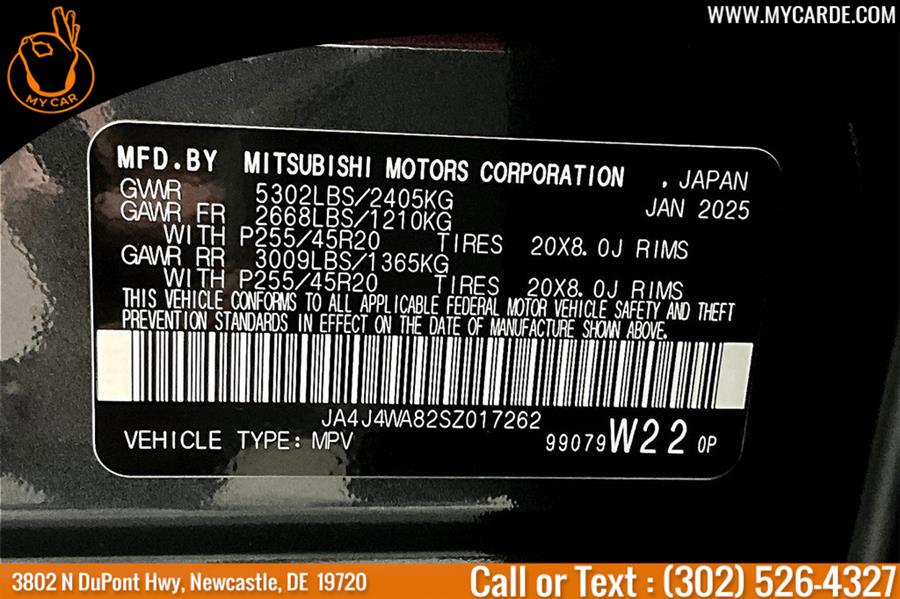 WWW.MYCARDE.COM
MY CAR
MFD.BY MITSUBISHI MOTORS CORPORATION , JAPAN
GVWR 5302LBS/2405KG JAN 2025
GAWR FR 2668LBS/1210KG
WITH P255/45R20 TIRES 20X8.0J RIMS
GAWR RR 3009LBS/1365KG
WITH P255/45R20 TIRES 20X8.0J RIMS
THIS VEHICLE CONFORMS TO ALL APPLICABLE FEDERAL MOTOR VEHICLE SAFETY AND THEFT
PREVENTION STANDARDS IN EFFECT ON THE DATE OF MANUFACTURE SHOWN ABOVE.
JA4J4WA82SZ017262
VEHICLE TYPE: MPV 99079 W22 0P
3802 N DuPont Hwy, Newcastle, DE 19720
Call or Text : (302) 526-4327